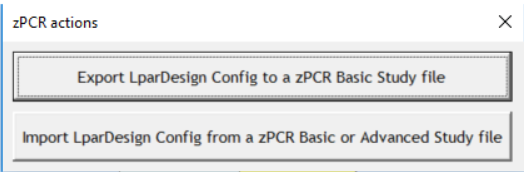 zPCR actions
Export LparDesign Config to a zPCR Basic Study file
Import LparDesign Config from a zPCR Basic or Advanced Study file